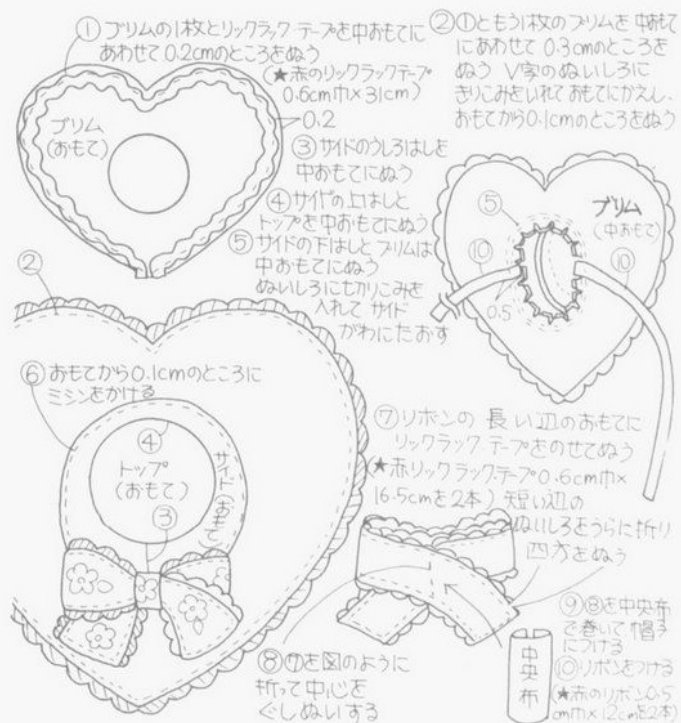 ① ブリムの1枚とリックラックテープを中おもてに
あわせて0.2cmのところをぬう
(★赤のリックラックテープ
0.6cm巾×31cm)
0.2
ブリム
(おもて)
② ①ともう1枚のブリムを中おもて
にあわせて0.3cmのところを
ぬう V字のぬいしろに
きりこみをいれておもてにかえし、
おもてから0.1cmのところをぬう
③ サイドのうしろはしを
中おもてにぬう
④ サイドの上はしと
トップを中おもてにぬう
⑤ サイドの下はしとブリムは
中おもてにぬう
ぬいしろにもきりこみを
入れてサイド
がわにたおす
⑤
ブリム
(中おもて)
⑩
⑩
0.5
②
⑥ おもてから0.1cmのところに
ミシンをかける
④
トップ
(おもて)
サイド(おもて)
③
⑦ リボンの長い辺のおもてに
リックラックテープをのせてぬう
(★赤リックラックテープ0.6cm巾×
16.5cmを2本) 短い辺の
ぬいしろをうらに折り
四方をぬう
⑧ ⑦を図のように
折って中心を
ぐしぬいする
中央布
⑨ ⑧を中央布
で巻いて帽子
につける
⑩ リボンをつける
(★赤のリボン0.5
cm巾×12cmを2本)